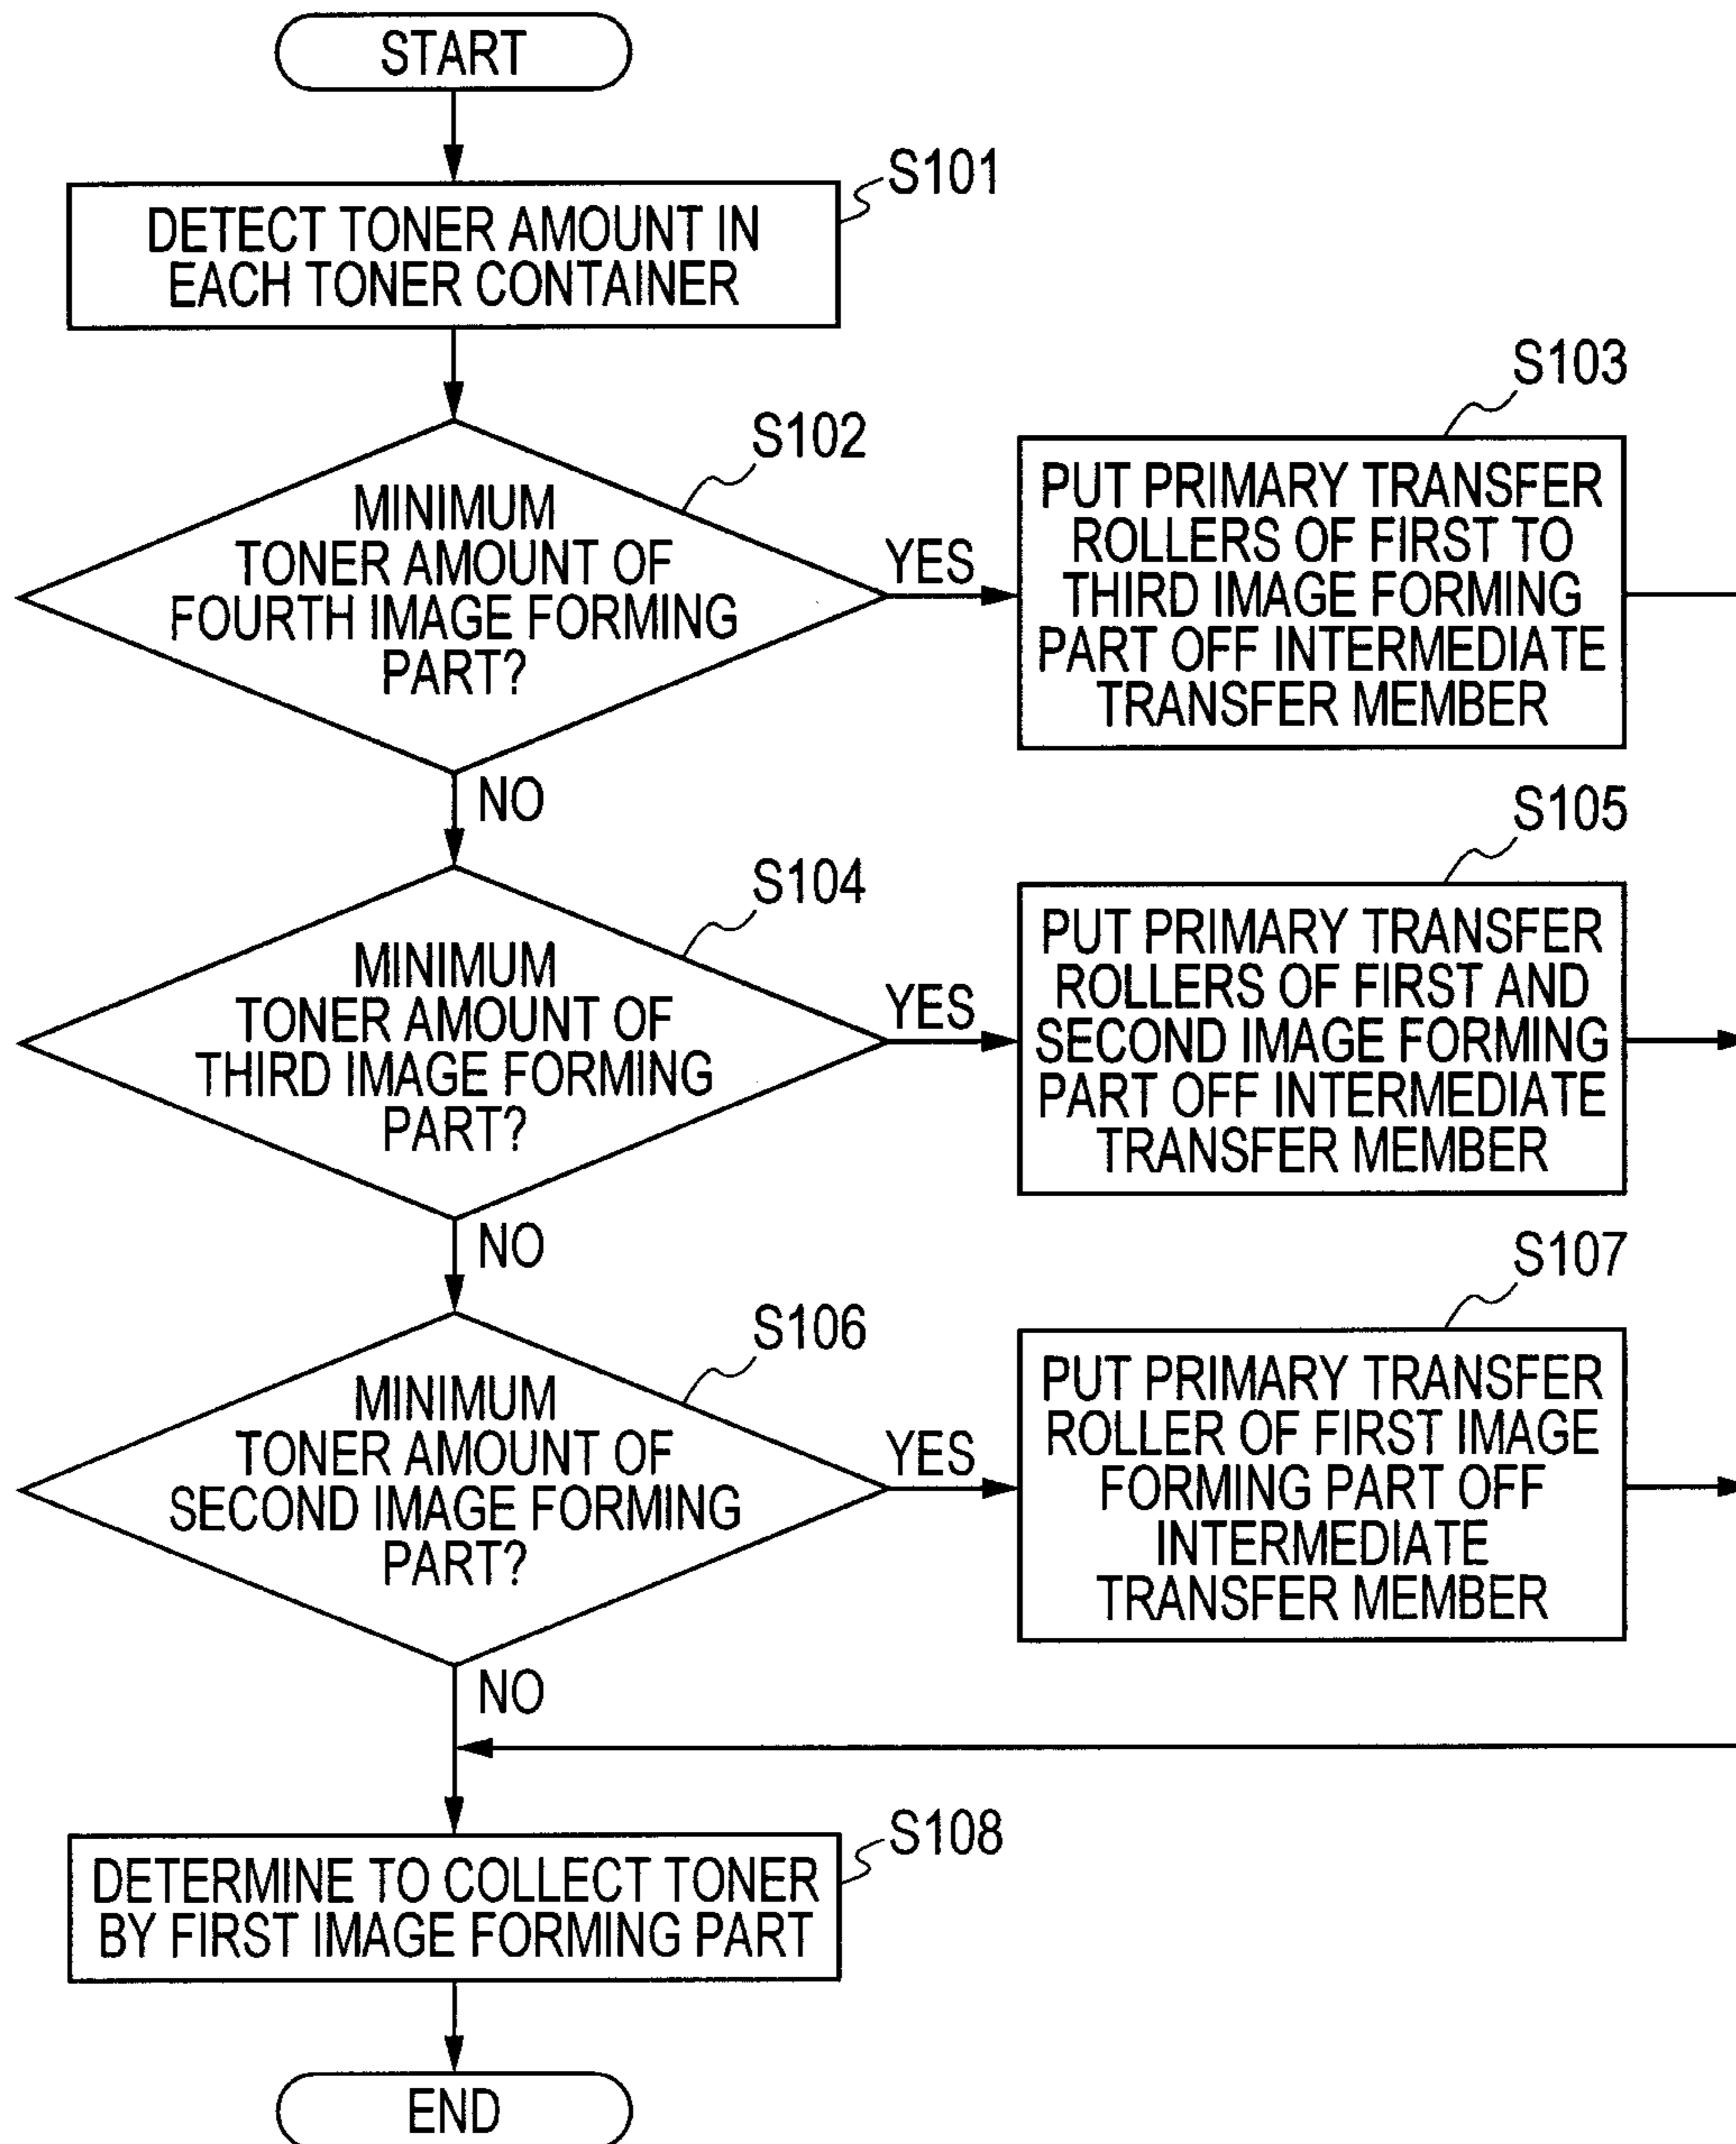 START
S101
DETECT TONER AMOUNT IN
EACH TONER CONTAINER
S102
MINIMUM
TONER AMOUNT OF
FOURTH IMAGE FORMING
PART?
YES
NO
S103
PUT PRIMARY TRANSFER
ROLLERS OF FIRST TO
THIRD IMAGE FORMING
PART OFF INTERMEDIATE
TRANSFER MEMBER
S104
MINIMUM
TONER AMOUNT OF
THIRD IMAGE FORMING
PART?
YES
NO
S105
PUT PRIMARY TRANSFER
ROLLERS OF FIRST AND
SECOND IMAGE FORMING
PART OFF INTERMEDIATE
TRANSFER MEMBER
S106
MINIMUM
TONER AMOUNT OF
SECOND IMAGE FORMING
PART?
YES
NO
S107
PUT PRIMARY TRANSFER
ROLLER OF FIRST IMAGE
FORMING PART OFF
INTERMEDIATE
TRANSFER MEMBER
S108
DETERMINE TO COLLECT TONER
BY FIRST IMAGE FORMING PART
END